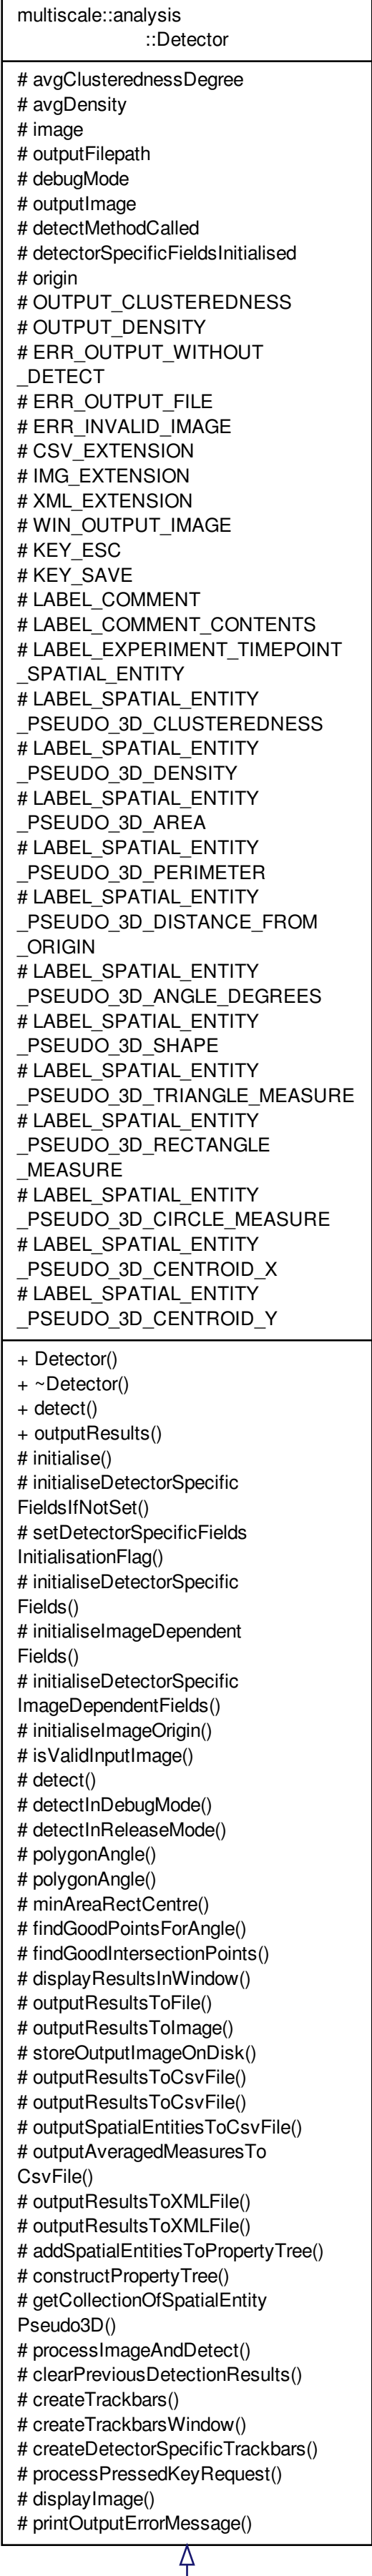 multiscale::analysis
::Detector
# avgClusterednessDegree
# avgDensity
# image
# outputFilepath
# debugMode
# outputImage
# detectMethodCalled
# detectorSpecificFieldsInitialised
# origin
# OUTPUT_CLUSTEREDNESS
# OUTPUT_DENSITY
# ERR_OUTPUT_WITHOUT
_DETECT
# ERR_OUTPUT_FILE
# ERR_INVALID_IMAGE
# CSV_EXTENSION
# IMG_EXTENSION
# XML_EXTENSION
# WIN_OUTPUT_IMAGE
# KEY_ESC
# KEY_SAVE
# LABEL_COMMENT
# LABEL_COMMENT_CONTENTS
# LABEL_EXPERIMENT_TIMEPOINT
_SPATIAL_ENTITY
# LABEL_SPATIAL_ENTITY
_PSEUDO_3D_CLUSTEREDNESS
# LABEL_SPATIAL_ENTITY
_PSEUDO_3D_DENSITY
# LABEL_SPATIAL_ENTITY
_PSEUDO_3D_AREA
# LABEL_SPATIAL_ENTITY
_PSEUDO_3D_PERIMETER
# LABEL_SPATIAL_ENTITY
_PSEUDO_3D_DISTANCE_FROM
_ORIGIN
# LABEL_SPATIAL_ENTITY
_PSEUDO_3D_ANGLE_DEGREES
# LABEL_SPATIAL_ENTITY
_PSEUDO_3D_SHAPE
# LABEL_SPATIAL_ENTITY
_PSEUDO_3D_TRIANGLE_MEASURE
# LABEL_SPATIAL_ENTITY
_PSEUDO_3D_RECTANGLE
_MEASURE
# LABEL_SPATIAL_ENTITY
_PSEUDO_3D_CIRCLE_MEASURE
# LABEL_SPATIAL_ENTITY
_PSEUDO_3D_CENTROID_X
# LABEL_SPATIAL_ENTITY
_PSEUDO_3D_CENTROID_Y
+ Detector()
+ ~Detector()
+ detect()
+ outputResults()
# initialise()
# initialiseDetectorSpecific
FieldsIfNotSet()
# setDetectorSpecificFields
InitialisationFlag()
# initialiseDetectorSpecific
Fields()
# initialiseImageDependent
Fields()
# initialiseDetectorSpecific
ImageDependentFields()
# initialiseImageOrigin()
# isValidInputImage()
# detect()
# detectInDebugMode()
# detectInReleaseMode()
# polygonAngle()
# polygonAngle()
# minAreaRectCentre()
# findGoodPointsForAngle()
# findGoodIntersectionPoints()
# displayResultsInWindow()
# outputResultsToFile()
# outputResultsToImage()
# storeOutputImageOnDisk()
# outputResultsToCsvFile()
# outputResultsToCsvFile()
# outputSpatialEntitiesToCsvFile()
# outputAveragedMeasuresTo
CsvFile()
# outputResultsToXMLFile()
# outputResultsToXMLFile()
# addSpatialEntitiesToPropertyTree()
# constructPropertyTree()
# getCollectionOfSpatialEntity
Pseudo3D()
# processImageAndDetect()
# clearPreviousDetectionResults()
# createTrackbars()
# createTrackbarsWindow()
# createDetectorSpecificTrackbars()
# processPressedKeyRequest()
# displayImage()
# printOutputErrorMessage()